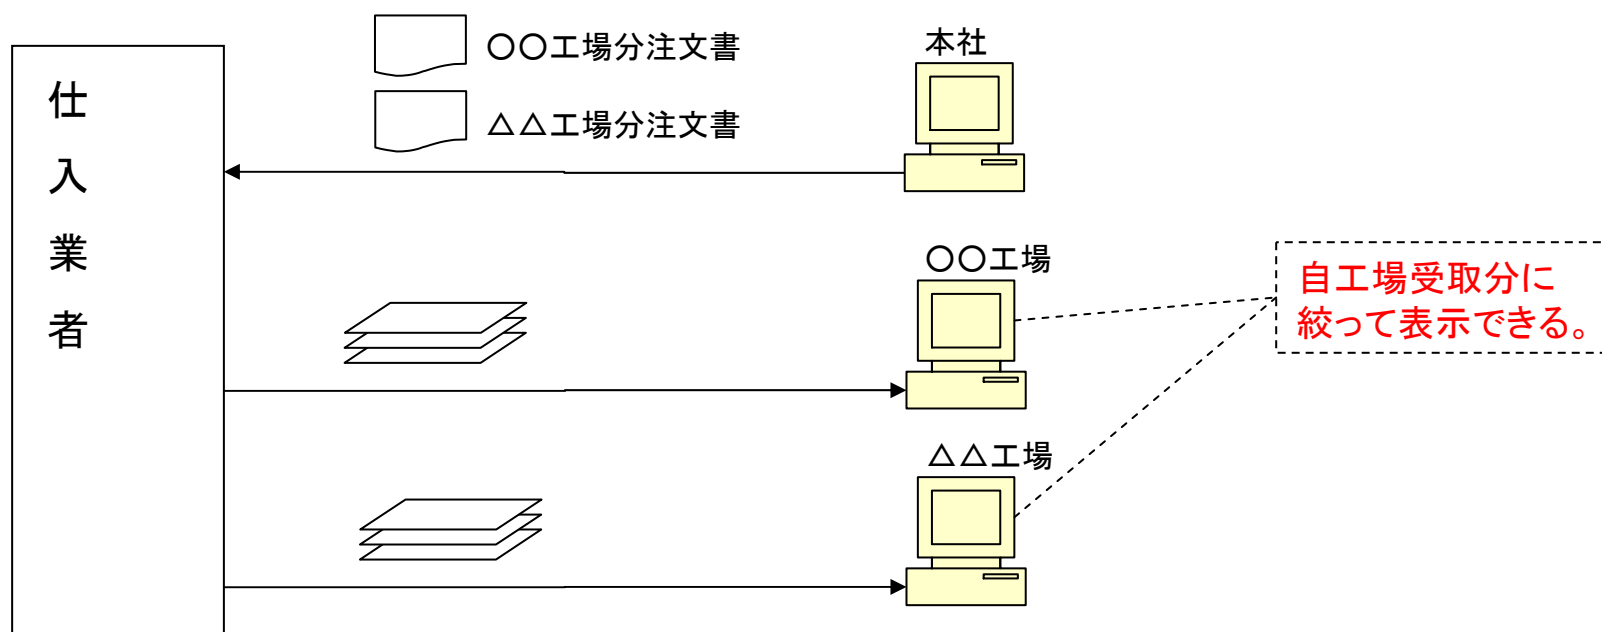 仕入業者
〇〇工場分注文書
△△工場分注文書
本社
〇〇工場
自工場受取分に
絞って表示できる。
△△工場